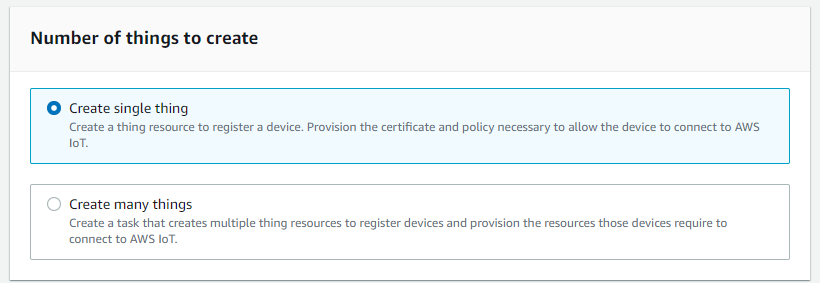 Number of things to create
Create single thing
Create a thing resource to register a device. Provision the certificate and policy necessary to allow the device to connect to AWS
IoT.
Create many things
Create a task that creates multiple thing resources to register devices and provision the resources those devices require to
connect to AWS IoT.